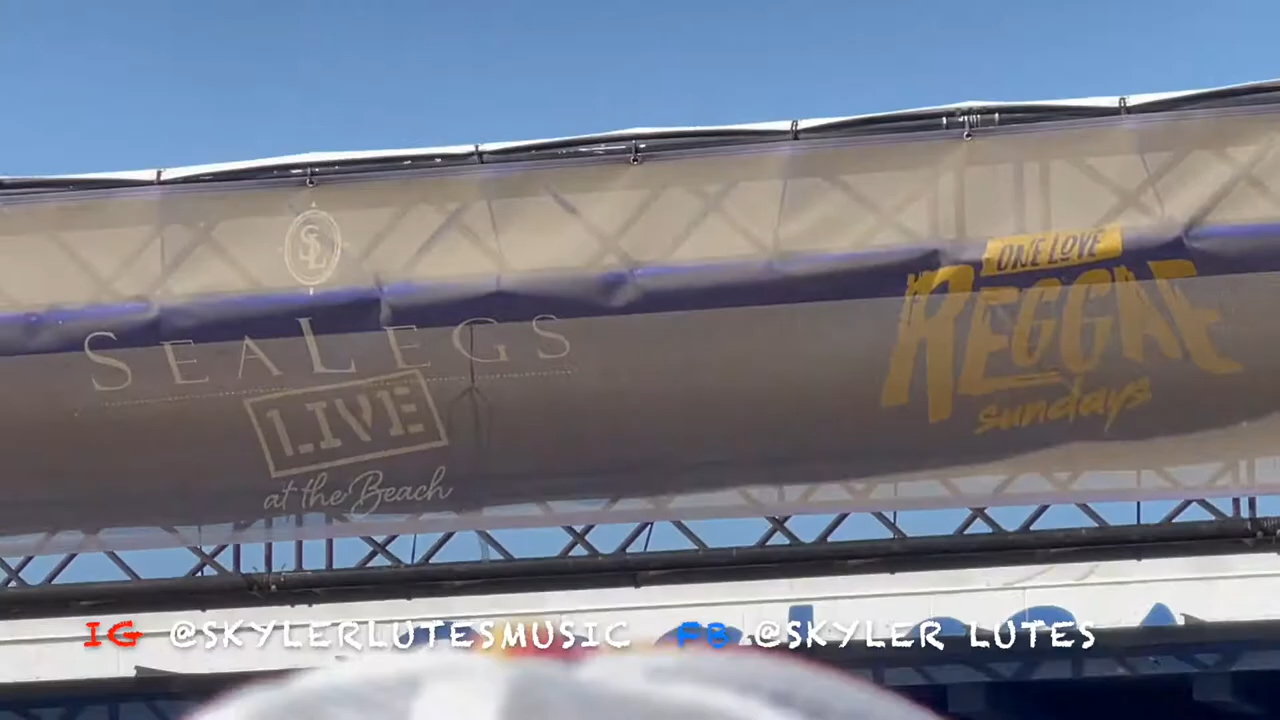 SL
SEALEGS
LIVE
at the Beach
ONE LOVE
REGGAE
sundays
IG @SKYLERLUTESMUSIC FB @SKYLER LUTES